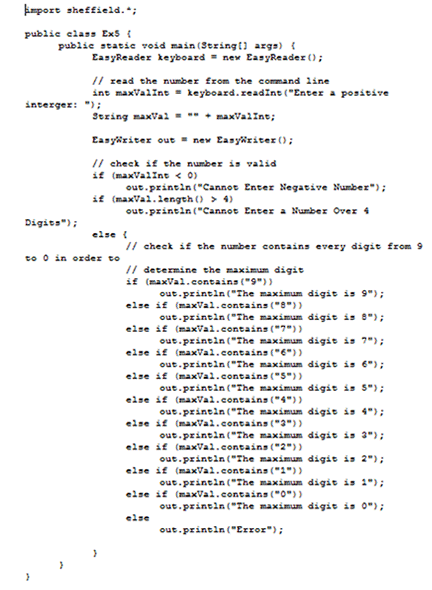 import sheffield.*;
public class Ex5 {
public static void main(String[] args) {
EasyReader keyboard = new EasyReader();
// read the number from the command line
int maxValInt = keyboard.readInt("Enter a positive
interger: ");
String maxVal = "" + maxValInt;
EasyWriter out = new EasyWriter();
// check if the number is valid
if (maxValInt < 0)
out.println("Cannot Enter Negative Number");
if (maxVal.length() > 4)
out.println("Cannot Enter a Number Over 4
Digits");
else {
// check if the number contains every digit from 9
to 0 in order to
// determine the maximum digit
if (maxVal.contains("9"))
out.println("The maximum digit is 9");
else if (maxVal.contains("8"))
out.println("The maximum digit is 8");
else if (maxVal.contains("7"))
out.println("The maximum digit is 7");
else if (maxVal.contains("6"))
out.println("The maximum digit is 6");
else if (maxVal.contains("5"))
out.println("The maximum digit is 5");
else if (maxVal.contains("4"))
out.println("The maximum digit is 4");
else if (maxVal.contains("3"))
out.println("The maximum digit is 3");
else if (maxVal.contains("2"))
out.println("The maximum digit is 2");
else if (maxVal.contains("1"))
out.println("The maximum digit is 1");
else if (maxVal.contains("0"))
out.println("The maximum digit is 0");
else
out.println("Error");
}
}
}